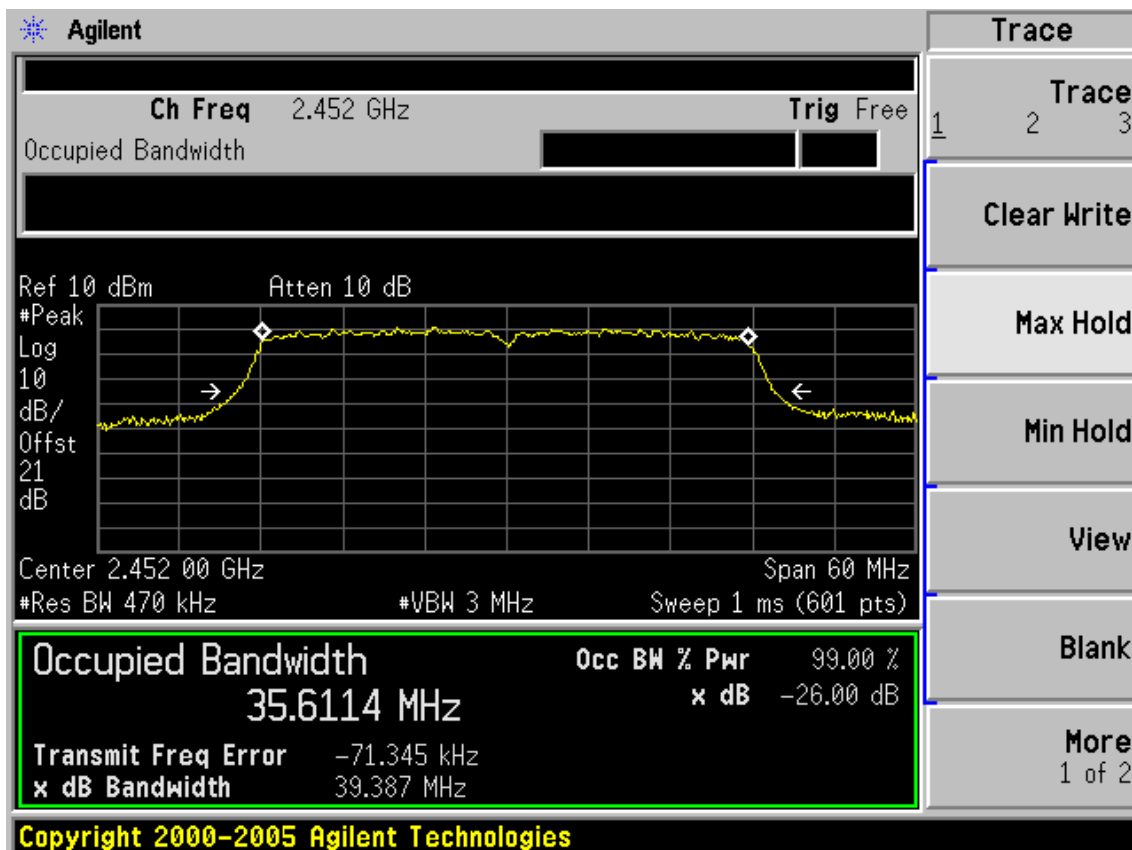 Agilent
Trace
Ch Freq 2.452 GHz Trig Free
Occupied Bandwidth
Trace
1 2 3
Clear Write
Max Hold
Min Hold
View
Blank
More
1 of 2
Ref 10 dBm Atten 10 dB
#Peak
Log
10
dB/
Offst
21
dB
Center 2.452 00 GHz Span 60 MHz
#Res BW 470 kHz #VBW 3 MHz Sweep 1 ms (601 pts)
Occupied Bandwidth Occ BW % Pwr 99.00 %
35.6114 MHz x dB -26.00 dB
Transmit Freq Error -71.345 kHz
x dB Bandwidth 39.387 MHz
Copyright 2000-2005 Agilent Technologies